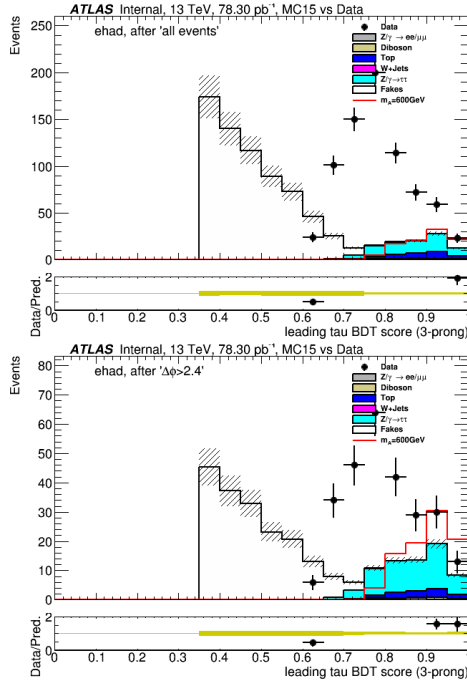 ATLAS Internal, 13 TeV, 78.30 pb⁻¹, MC15 vs Data
Events
ehad, after 'all events'
Data
Z/γ → ee/μμ
Diboson
Top
W+Jets
Z/γ→ττ
Fakes
m_A=600GeV
250
200
150
100
50
0
Data/Pred.
2
0
0 0.1 0.2 0.3 0.4 0.5 0.6 0.7 0.8 0.9 1
leading tau BDT score (3-prong)
ATLAS Internal, 13 TeV, 78.30 pb⁻¹, MC15 vs Data
Events
ehad, after 'Δϕ>2.4'
Data
Z/γ → ee/μμ
Diboson
Top
W+Jets
Z/γ→ττ
Fakes
m_A=600GeV
80
70
60
50
40
30
20
10
0
Data/Pred.
2
0
0 0.1 0.2 0.3 0.4 0.5 0.6 0.7 0.8 0.9 1
leading tau BDT score (3-prong)